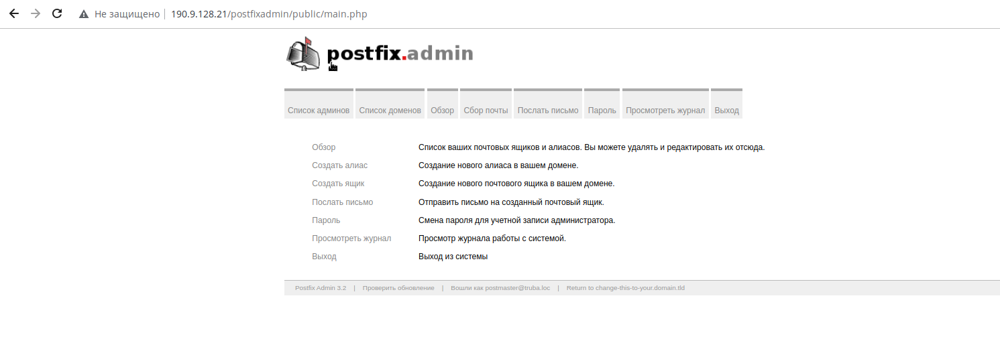 Не защищено 190.9.128.21/postfixadmin/public/main.php
postfix.admin
Список админов Список доменов Обзор Сбор почты Послать письмо Пароль Просмотреть журнал Выход
Обзор Список ваших почтовых ящиков и алиасов. Вы можете удалять и редактировать их отсюда.
Создать алиас Создание нового алиаса в вашем домене.
Создать ящик Создание нового почтового ящика в вашем домене.
Послать письмо Отправить письмо на созданный почтовый ящик.
Пароль Смена пароля для учетной записи администратора.
Просмотреть журнал Просмотр журнала работы с системой.
Выход Выход из системы
Postfix Admin 3.2 | Проверить обновление | Вошли как postmaster@truba.loc | Return to change-this-to-your.domain.tld